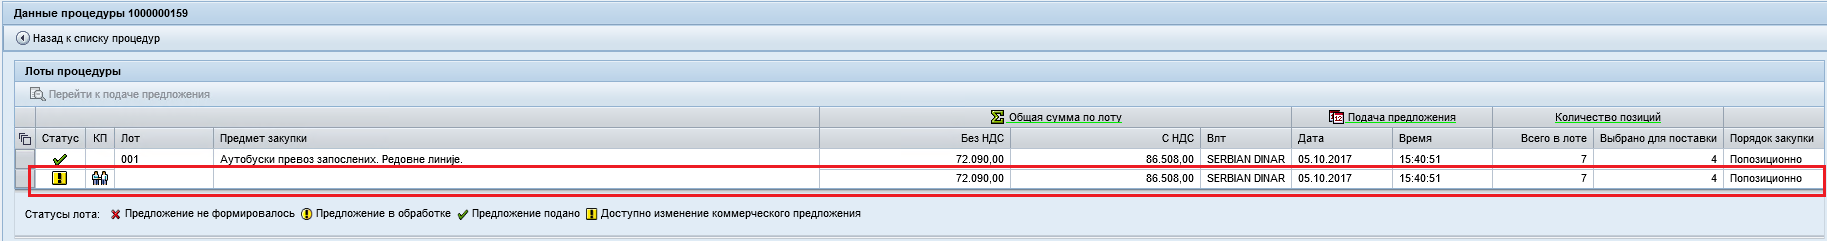 Данные процедуры 1000000159
Назад к списку процедур
Лоты процедуры
Перейти к подаче предложения
Общая сумма по лоту Подача предложения Количество позиций
Статус КП Лот Предмет закупки Без НДС С НДС Влт Дата Время Всего в лоте Выбрано для поставки Порядок закупки
001 Аутобуски превоз запослених. Редовне линије. 72.090,00 86.508,00 SERBIAN DINAR 05.10.2017 15:40:51 7 4 Попозиционно
72.090,00 86.508,00 SERBIAN DINAR 05.10.2017 15:40:51 7 4 Попозиционно
Статусы лота: Предложение не формировалось Предложение в обработке Предложение подано Доступно изменение коммерческого предложения